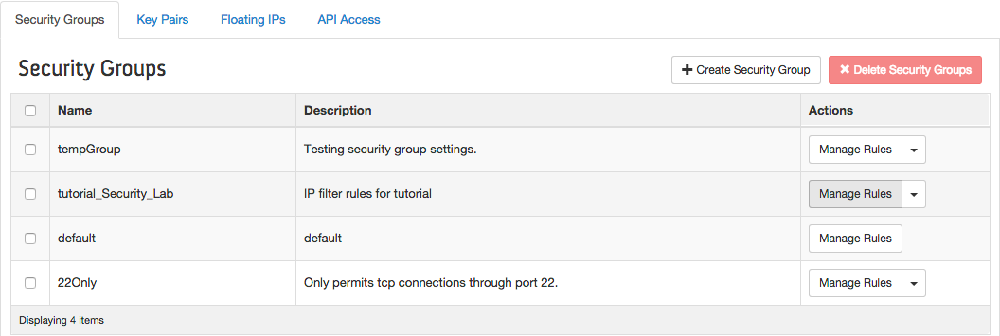 Security Groups Key Pairs Floating IPs API Access
Security Groups + Create Security Group × Delete Security Groups
Name Description Actions
tempGroup Testing security group settings. Manage Rules
tutorial_Security_Lab IP filter rules for tutorial Manage Rules
default default Manage Rules
22Only Only permits tcp connections through port 22. Manage Rules
Displaying 4 items